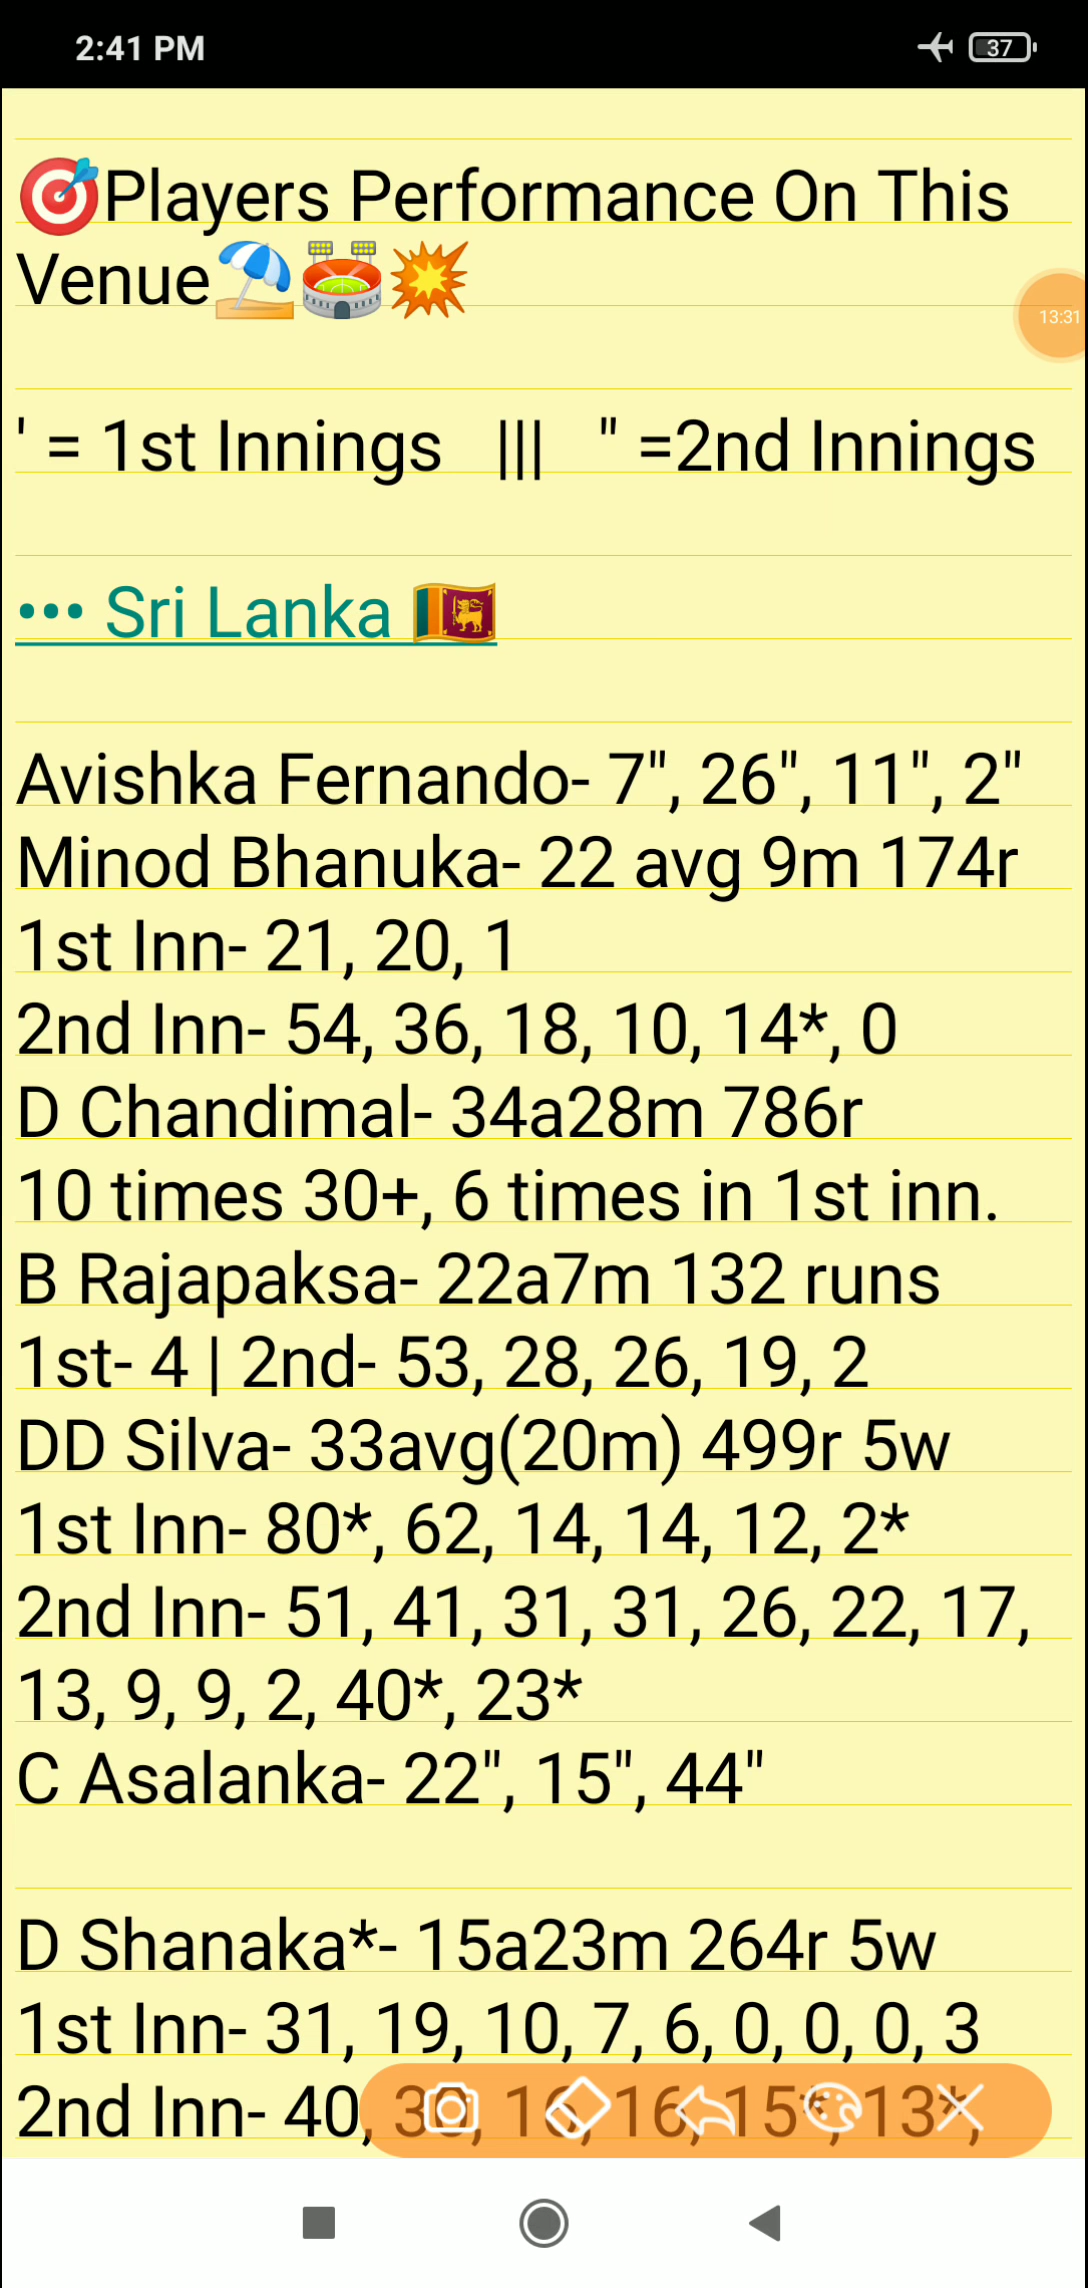 2:41 PM
37
🎯Players Performance On This
Venue⛱️🏟️💥
13:31
' = 1st Innings ||| " =2nd Innings
••• Sri Lanka 🇱🇰
Avishka Fernando- 7", 26", 11", 2"
Minod Bhanuka- 22 avg 9m 174r
1st Inn- 21, 20, 1
2nd Inn- 54, 36, 18, 10, 14*, 0
D Chandimal- 34a28m 786r
10 times 30+, 6 times in 1st inn.
B Rajapaksa- 22a7m 132 runs
1st- 4 | 2nd- 53, 28, 26, 19, 2
DD Silva- 33avg(20m) 499r 5w
1st Inn- 80*, 62, 14, 14, 12, 2*
2nd Inn- 51, 41, 31, 31, 26, 22, 17,
13, 9, 9, 2, 40*, 23*
C Asalanka- 22", 15", 44"
D Shanaka*- 15a23m 264r 5w
1st Inn- 31, 19, 10, 7, 6, 0, 0, 0, 3
2nd Inn- 40, 30, 16, 16, 15*, 13*,